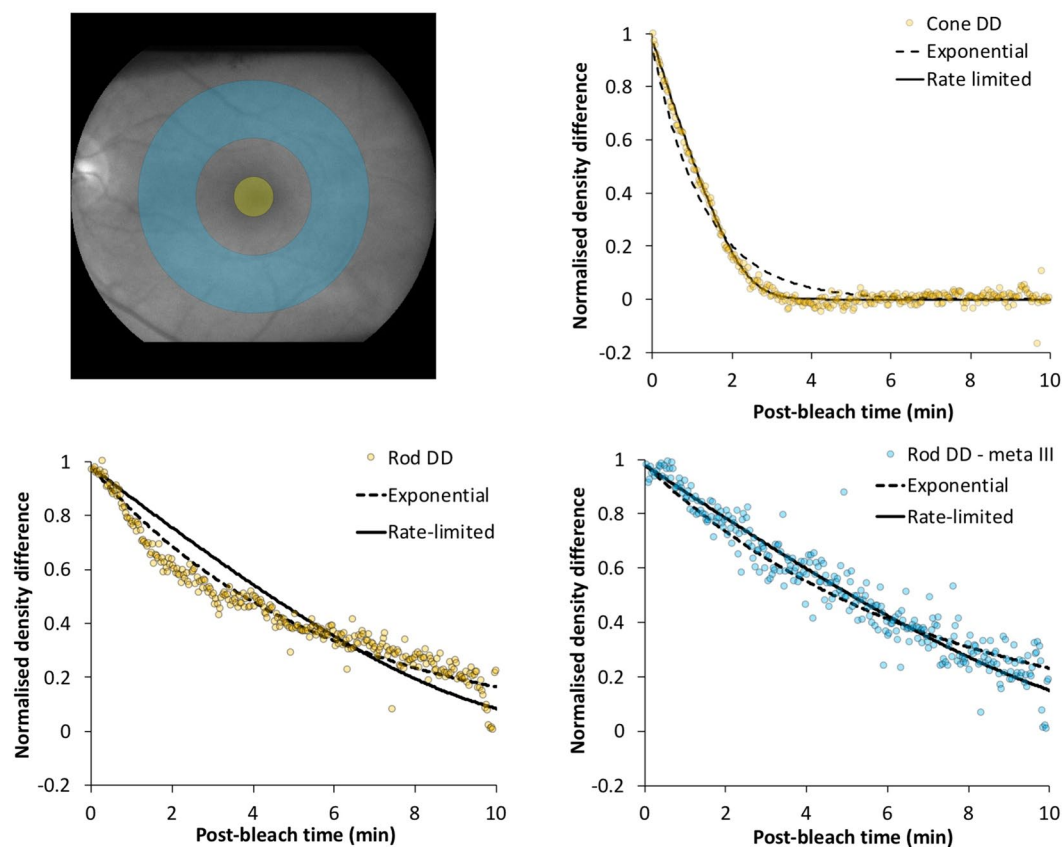 Cone DD
Exponential
Rate limited
Normalised density difference
1
0.8
0.6
0.4
0.2
0
-0.2
0 2 4 6 8 10
Post-bleach time (min)
Rod DD
Exponential
Rate-limited
Normalised density difference
1
0.8
0.6
0.4
0.2
0
-0.2
0 2 4 6 8 10
Post-bleach time (min)
Rod DD - meta III
Exponential
Rate-limited
Normalised density difference
1
0.8
0.6
0.4
0.2
0
-0.2
0 2 4 6 8 10
Post-bleach time (min)